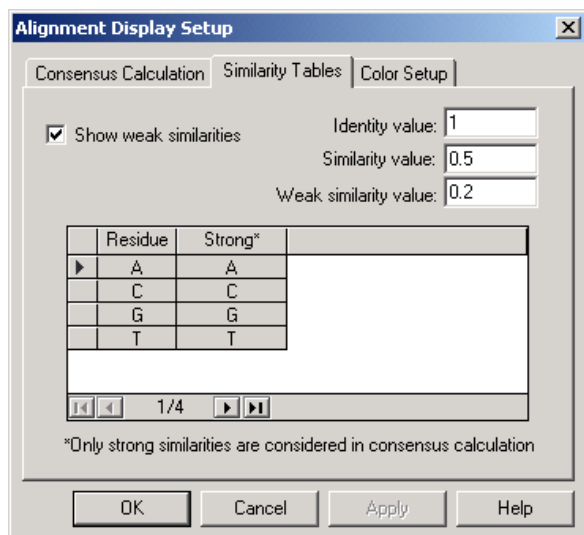 Alignment Display Setup
Consensus Calculation Similarity Tables Color Setup
Show weak similarities
Identity value: 1
Similarity value: 0.5
Weak similarity value: 0.2
Residue Strong*
A A
C C
G G
T T
1/4
*Only strong similarities are considered in consensus calculation
OK Cancel Apply Help